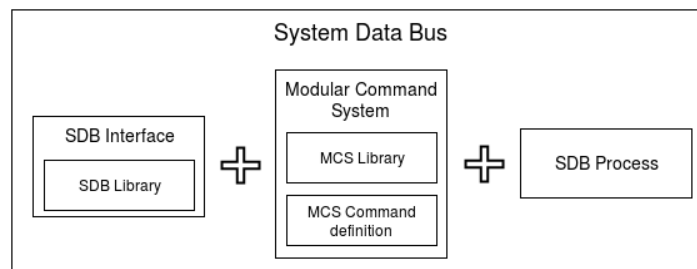 System Data Bus
SDB Interface
SDB Library
Modular Command
System
MCS Library
MCS Command
definition
SDB Process